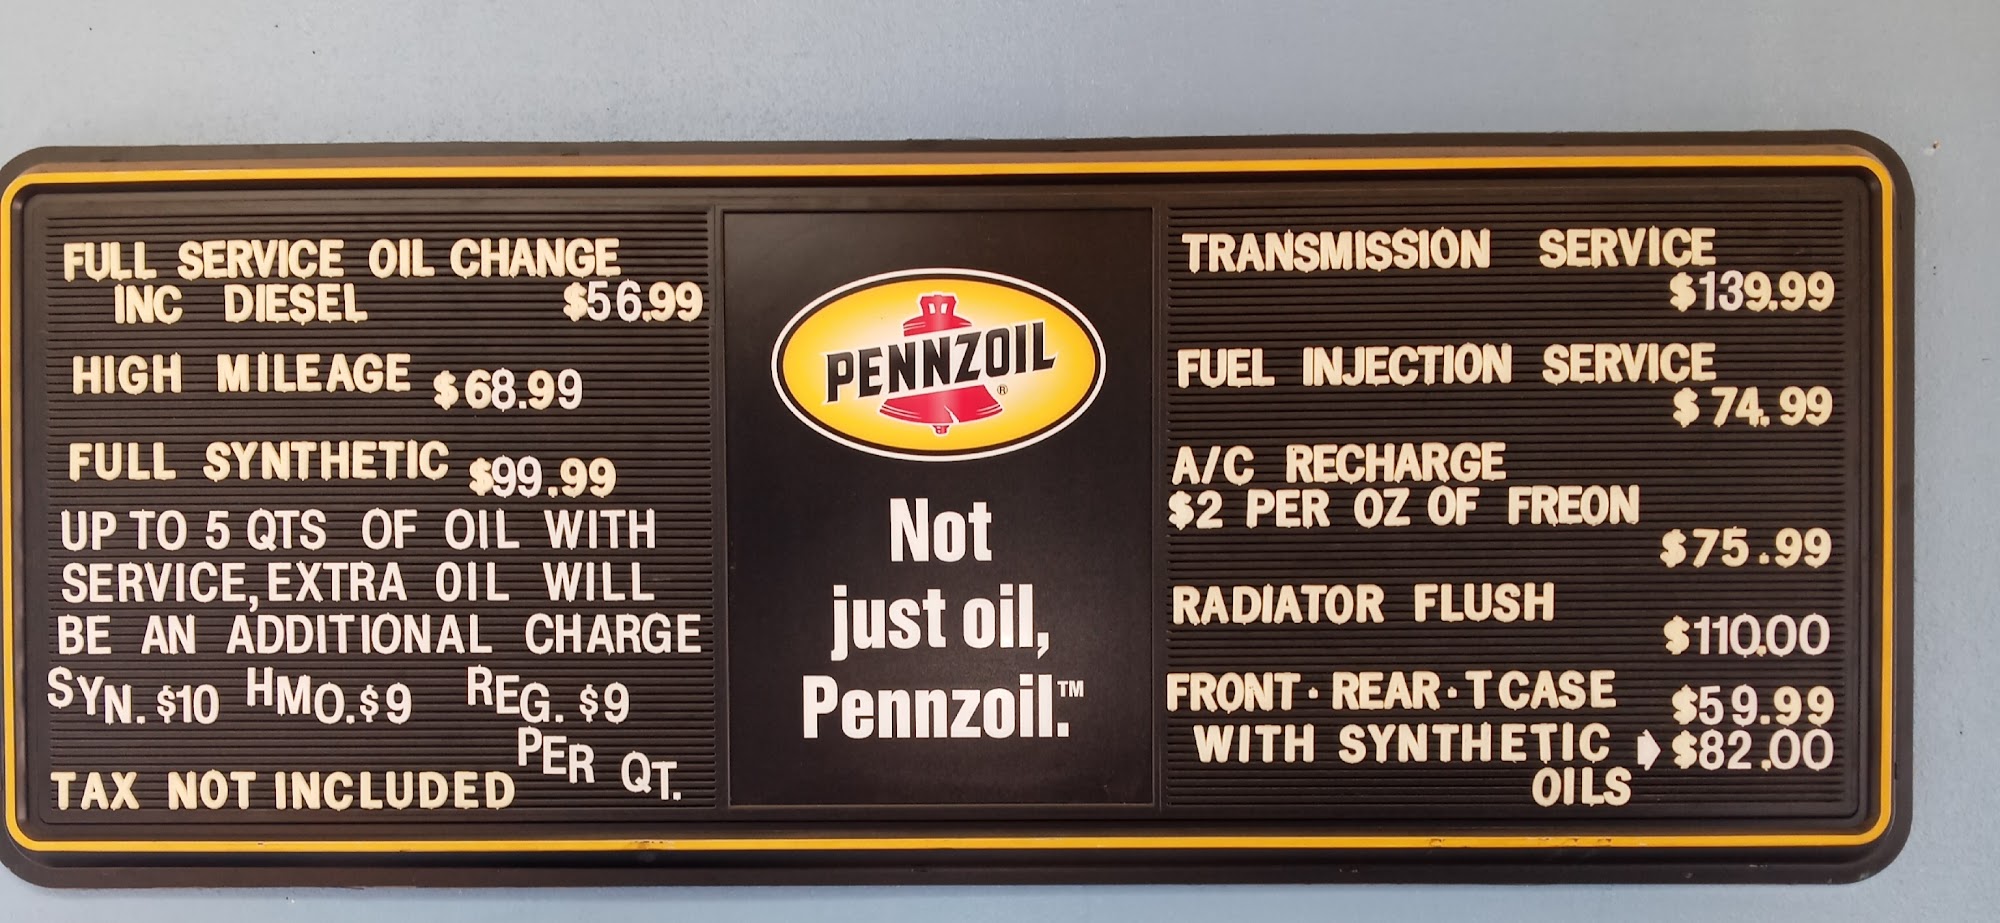 FULL SERVICE OIL CHANGE
INC DIESEL $56.99
HIGH MILEAGE $68.99
FULL SYNTHETIC $99.99
UP TO 5 QTS OF OIL WITH
SERVICE, EXTRA OIL WILL
BE AN ADDITIONAL CHARGE
SYN. $10 HMO. $9 REG. $9
PER QT.
TAX NOT INCLUDED
PENNZOIL®
Not
just oil,
Pennzoil.™
TRANSMISSION SERVICE
$139.99
FUEL INJECTION SERVICE
$74.99
A/C RECHARGE
$2 PER OZ OF FREON
$75.99
RADIATOR FLUSH
$110.00
FRONT · REAR · T CASE $59.99
WITH SYNTHETIC $82.00
OILS